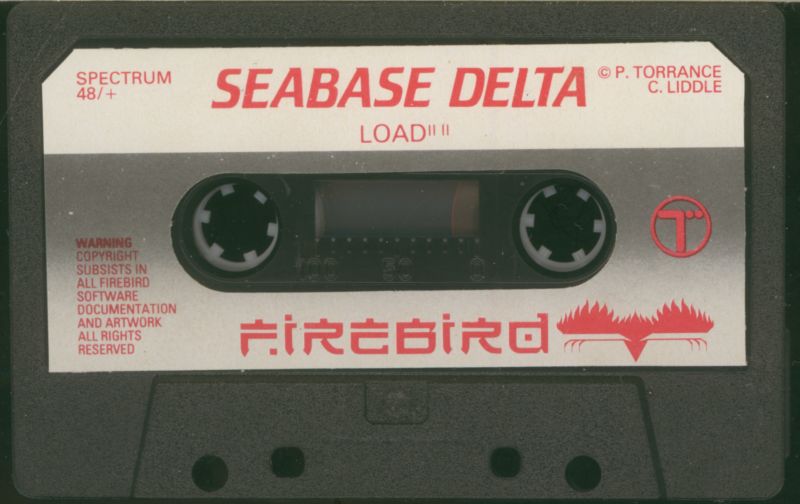 SPECTRUM
48/+
SEABASE DELTA
© P. TORRANCE
C. LIDDLE
LOAD" "
WARNING
COPYRIGHT
SUBSISTS IN
ALL FIREBIRD
SOFTWARE
DOCUMENTATION
AND ARTWORK
ALL RIGHTS
RESERVED
FIREBIRD